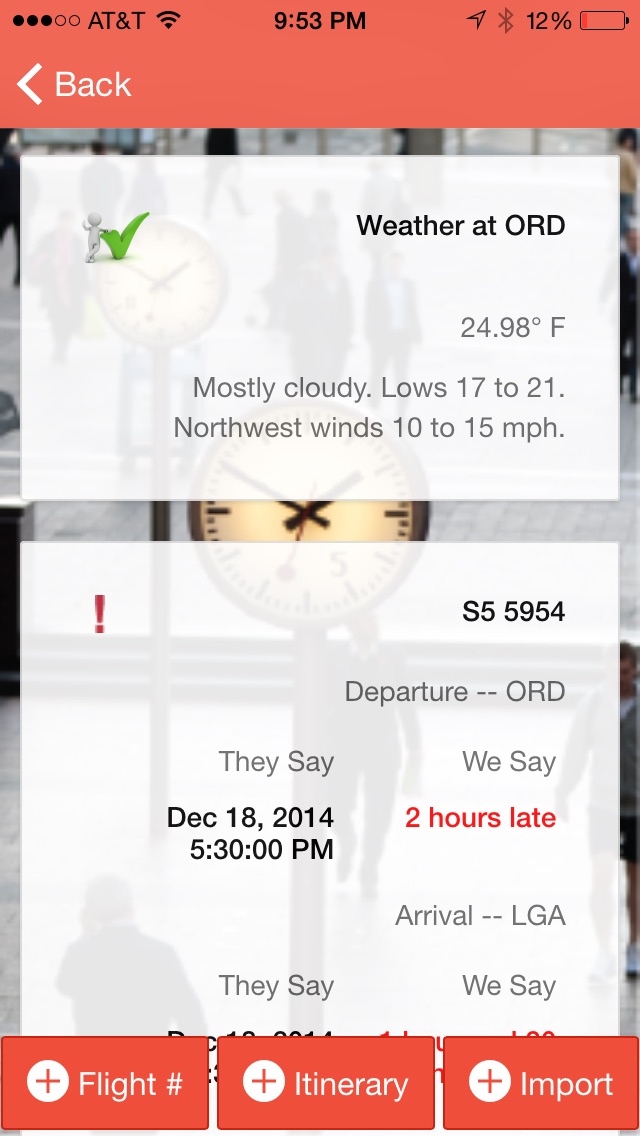 AT&T 9:53 PM 12%
Back
Weather at ORD
24.98° F
Mostly cloudy. Lows 17 to 21.
Northwest winds 10 to 15 mph.
S5 5954
Departure -- ORD
They Say We Say
Dec 18, 2014 2 hours late
5:30:00 PM
Arrival -- LGA
They Say We Say
Flight # Itinerary Import